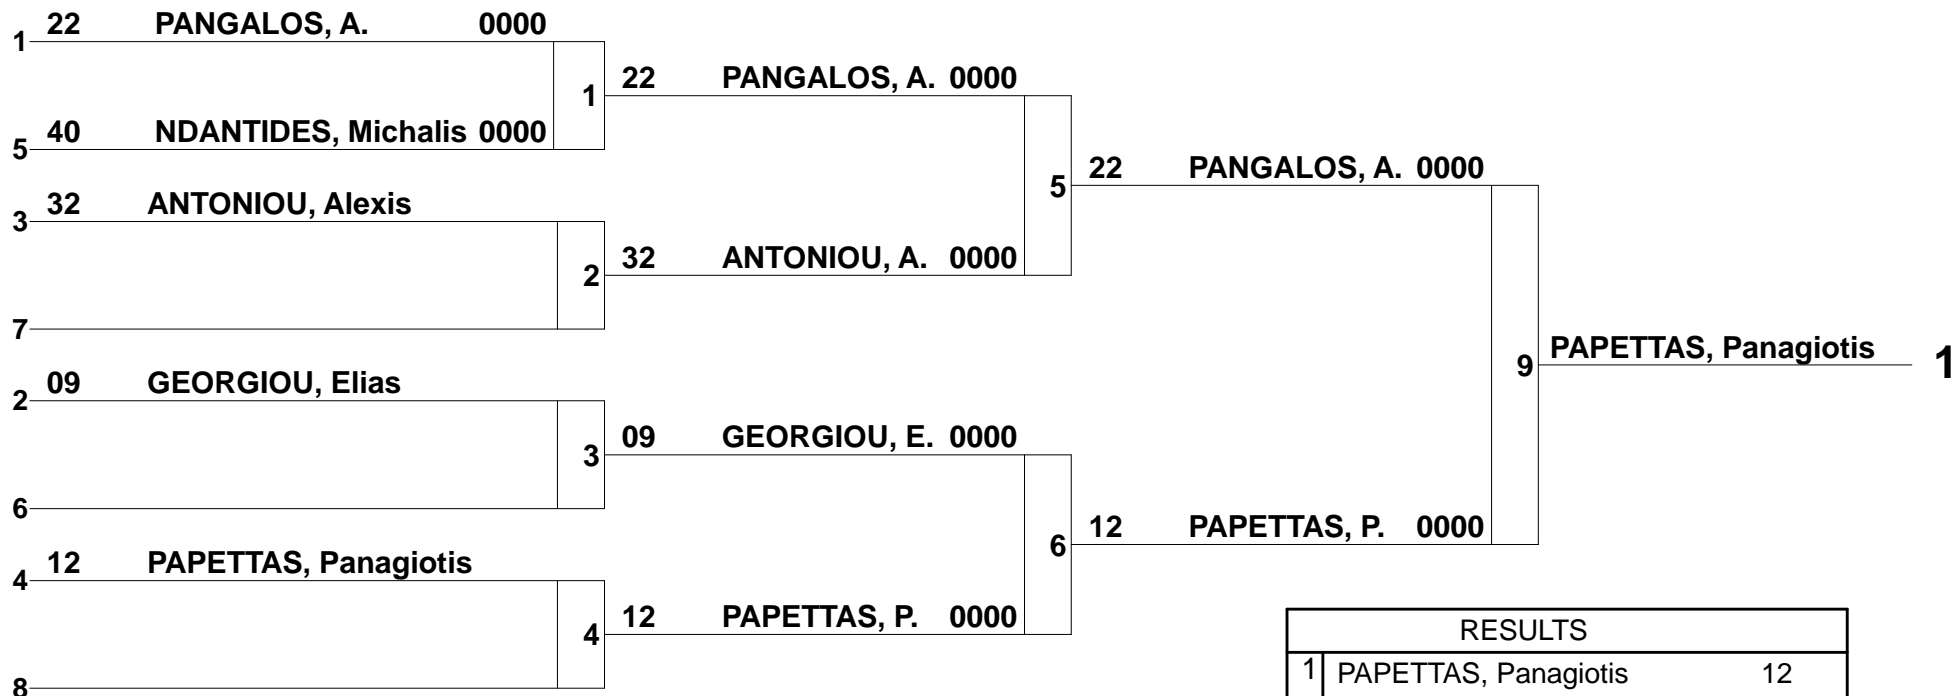 1 22 PANGALOS, A. 0000
5 40 NDANTIDES, Michalis 0000
3 32 ANTONIOU, Alexis
7
2 09 GEORGIOU, Elias
6
4 12 PAPETTAS, Panagiotis
8
1 22 PANGALOS, A. 0000
2 32 ANTONIOU, A. 0000
3 09 GEORGIOU, E. 0000
4 12 PAPETTAS, P. 0000
5 22 PANGALOS, A. 0000
6 12 PAPETTAS, P. 0000
9 PAPETTAS, Panagiotis 1
RESULTS
1 PAPETTAS, Panagiotis 12